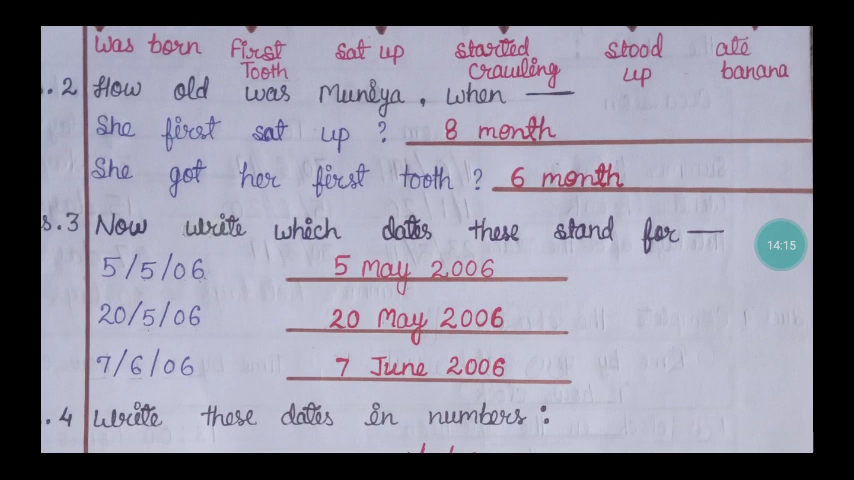 was born first sat up started stood ate
Tooth crawling up banana
.2 How old was Muniya, when —
She first sat up ? 8 month
She got her first tooth ? 6 month
s.3 Now write which dates these stand for —
5/5/06 5 May 2006
20/5/06 20 May 2006
7/6/06 7 June 2006
.4 Write these dates in numbers:
14:15